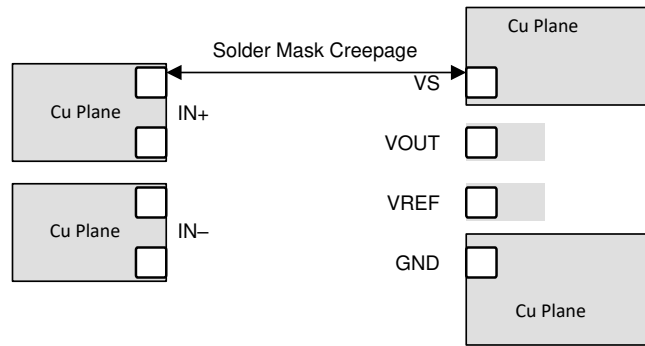 Cu Plane
Solder Mask Creepage
VS
Cu Plane
IN+
VOUT
VREF
Cu Plane
IN–
GND
Cu Plane